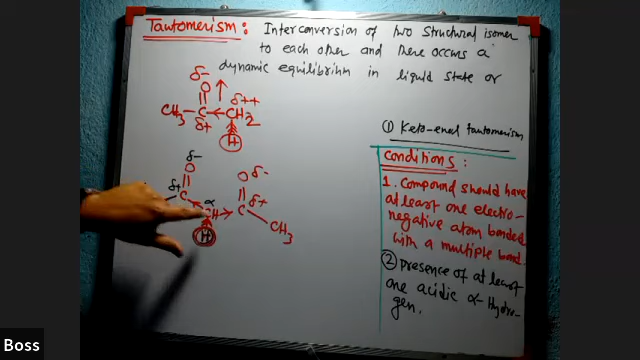 Tautomerism: Interconversion of two structural isomer
to each other and there occurs a
dynamic equilibrium in liquid state or
δ-
O
δ++
CH3 - C ← CH2 -
δ+
H
① Keto-enol tautomerism
Conditions:
1. Compound should have
at least one electro-
negative atom bonded
with a multiple bond
② Presence of at least
one acidic α-Hydro-
gen.
δ-
O
O δ-
δ+
α
δ+
C
CH → C
H
CH3
Boss